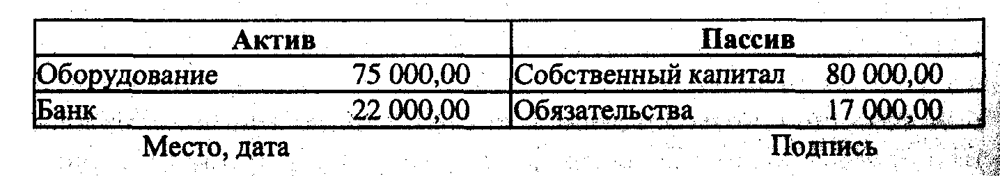 Актив Пассив
Оборудование 75 000,00 Собственный капитал 80 000,00
Банк 22 000,00 Обязательства 17 000,00
Место, дата Подпись